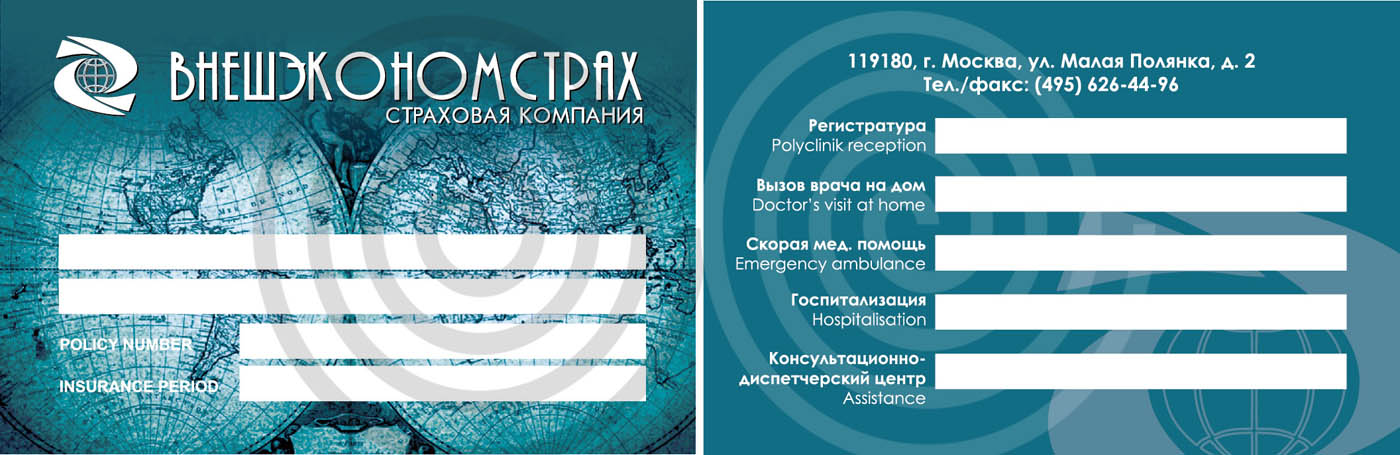 ВНЕШЭКОНОМСТРАХ
СТРАХОВАЯ КОМПАНИЯ
POLICY NUMBER
INSURANCE PERIOD
119180, г. Москва, ул. Малая Полянка, д. 2
Тел./факс: (495) 626-44-96
Регистратура
Polyclinik reception
Вызов врача на дом
Doctor's visit at home
Скорая мед. помощь
Emergency ambulance
Госпитализация
Hospitalisation
Консультационно-
диспетчерский центр
Assistance